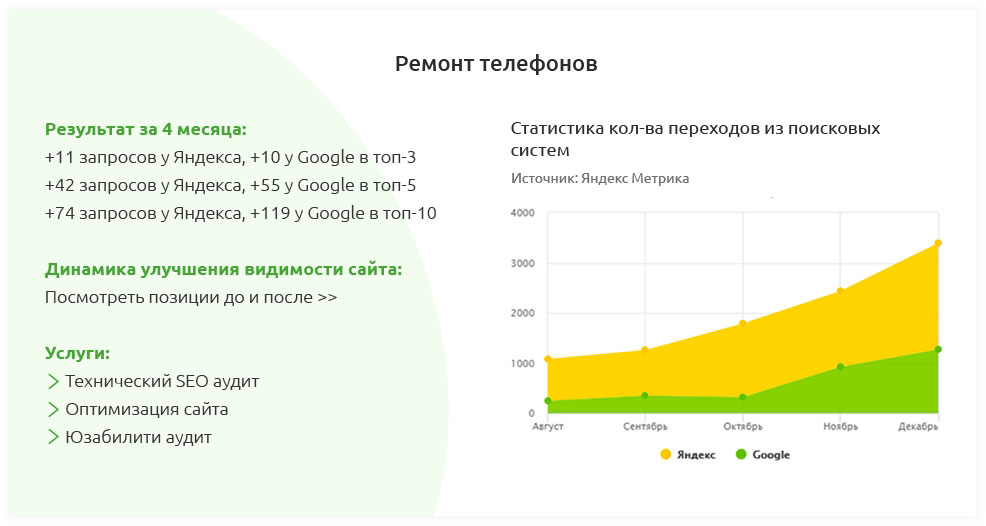 Ремонт телефонов
Результат за 4 месяца:
+11 запросов у Яндекса, +10 у Google в топ-3
+42 запросов у Яндекса, +55 у Google в топ-5
+74 запросов у Яндекса, +119 у Google в топ-10
Динамика улучшения видимости сайта:
Посмотреть позиции до и после >>
Услуги:
Технический SEO аудит
Оптимизация сайта
Юзабилити аудит
Статистика кол-ва переходов из поисковых
систем
Источник: Яндекс Метрика
4000
3000
2000
1000
0
Август Сентябрь Октябрь Ноябрь Декабрь
Яндекс Google